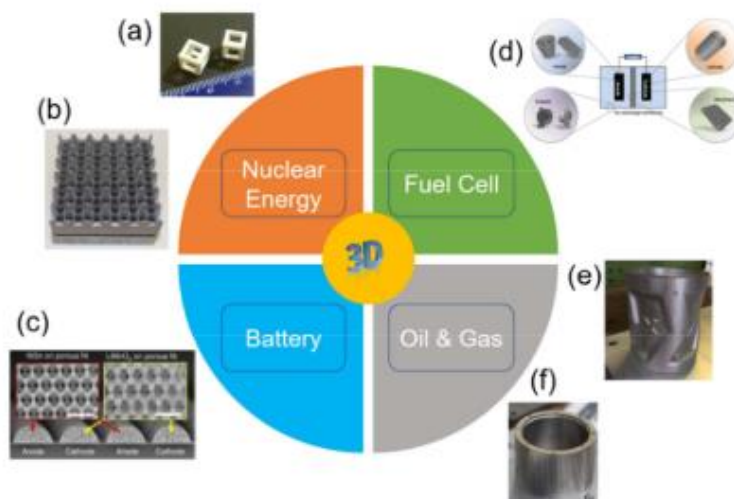 (a)
(d)
(b)
Nuclear
Energy
Fuel Cell
3D
(c)
Battery
Oil & Gas
(e)
(f)
Anode
Cathode
Anode
Cathode